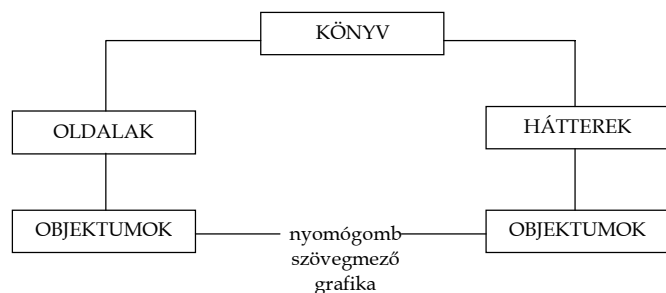 KÖNYV
OLDALAK
HÁTTEREK
OBJEKTUMOK
nyomógomb
szövegmező
grafika
OBJEKTUMOK